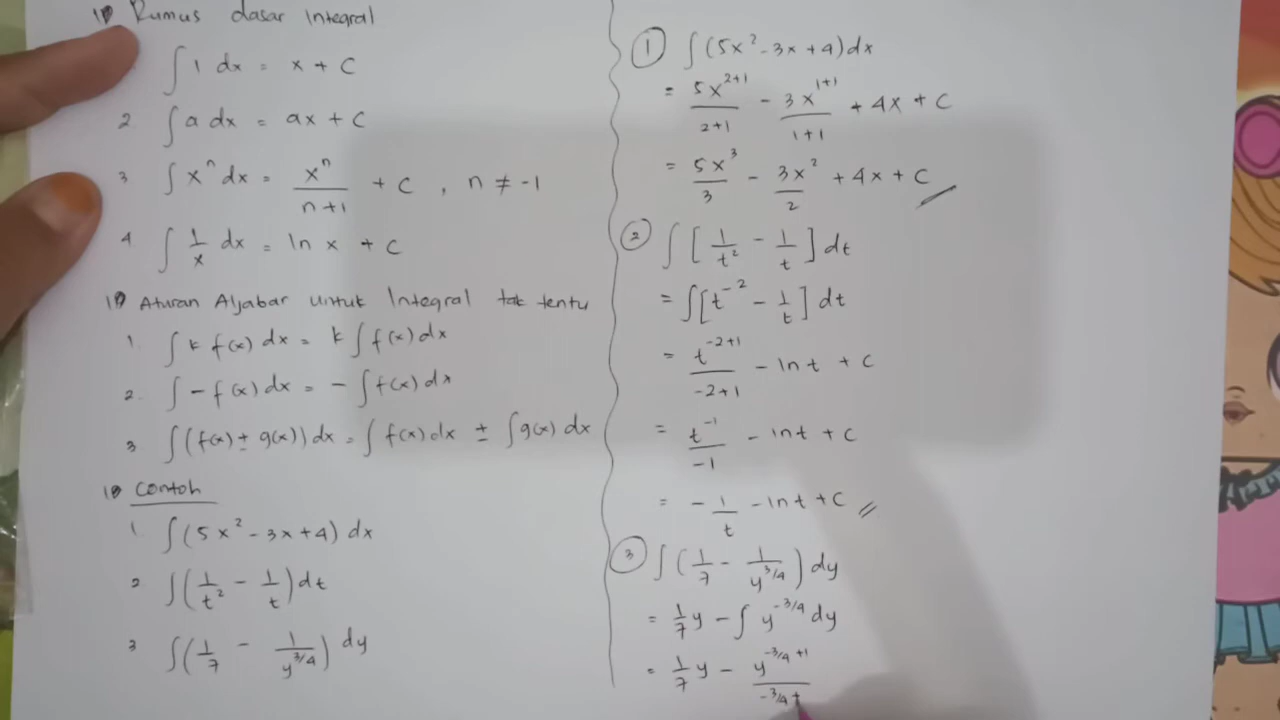 Rumus dasar Integral
∫ 1 dx = x + C
2 ∫ a dx = ax + C
3 ∫ xⁿ dx = xⁿ/(n+1) + C , n ≠ -1
4 ∫ 1/x dx = ln x + C
Aturan Aljabar untuk Integral tak tentu
1. ∫ k f(x) dx = k ∫ f(x) dx
2. ∫ - f(x) dx = - ∫ f(x) dx
3 ∫ (f(x) ± g(x)) dx = ∫ f(x) dx ± ∫ g(x) dx
Contoh
1. ∫ (5x² - 3x + 4) dx
2 ∫ (1/t² - 1/t) dt
3 ∫ (1/7 - 1/y^(3/4)) dy
① ∫ (5x² - 3x + 4) dx
= 5x^(2+1)/(2+1) - 3x^(1+1)/(1+1) + 4x + C
= 5x³/3 - 3x²/2 + 4x + C
② ∫ [1/t² - 1/t] dt
= ∫ [t^(-2) - 1/t] dt
= t^(-2+1)/(-2+1) - ln t + C
= t^(-1)/(-1) - ln t + C
= - 1/t - ln t + C
③ ∫ (1/7 - 1/y^(3/4)) dy
= 1/7 y - ∫ y^(-3/4) dy
= 1/7 y - y^(-3/4 + 1)/(-3/4 +